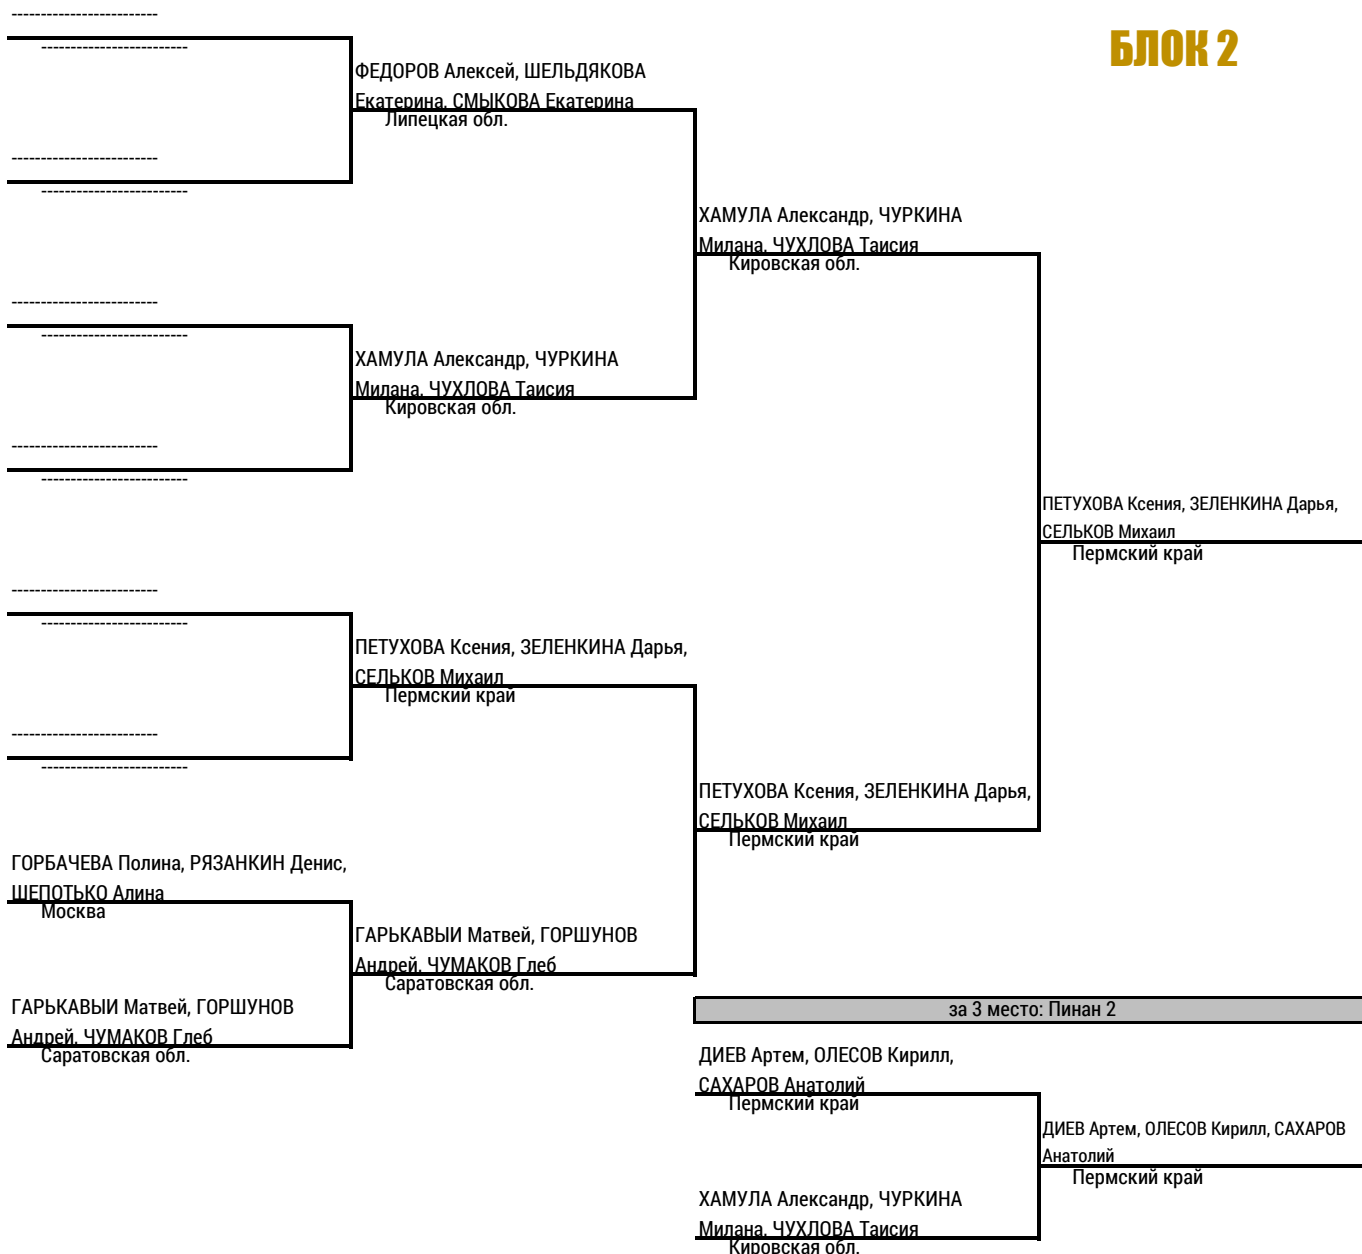 -------------------------
-------------------------
БЛОК 2
ФЕДОРОВ Алексей, ШЕЛЬДЯКОВА
Екатерина, СМЫКОВА Екатерина
Липецкая обл.
-------------------------
-------------------------
ХАМУЛА Александр, ЧУРКИНА
Милана, ЧУХЛОВА Таисия
Кировская обл.
-------------------------
-------------------------
ХАМУЛА Александр, ЧУРКИНА
Милана, ЧУХЛОВА Таисия
Кировская обл.
-------------------------
-------------------------
ПЕТУХОВА Ксения, ЗЕЛЕНКИНА Дарья,
СЕЛЬКОВ Михаил
Пермский край
-------------------------
-------------------------
ПЕТУХОВА Ксения, ЗЕЛЕНКИНА Дарья,
СЕЛЬКОВ Михаил
Пермский край
-------------------------
-------------------------
ПЕТУХОВА Ксения, ЗЕЛЕНКИНА Дарья,
СЕЛЬКОВ Михаил
Пермский край
ГОРБАЧЕВА Полина, РЯЗАНКИН Денис,
ШЕПОТЬКО Алина
Москва
ГАРЬКАВЫИ Матвей, ГОРШУНОВ
Андрей, ЧУМАКОВ Глеб
Саратовская обл.
ГАРЬКАВЫИ Матвей, ГОРШУНОВ
Андрей, ЧУМАКОВ Глеб
Саратовская обл.
за 3 место: Пинан 2
ДИЕВ Артем, ОЛЕСОВ Кирилл,
САХАРОВ Анатолий
Пермский край
ДИЕВ Артем, ОЛЕСОВ Кирилл, САХАРОВ
Анатолий
Пермский край
ХАМУЛА Александр, ЧУРКИНА
Милана, ЧУХЛОВА Таисия
Кировская обл.